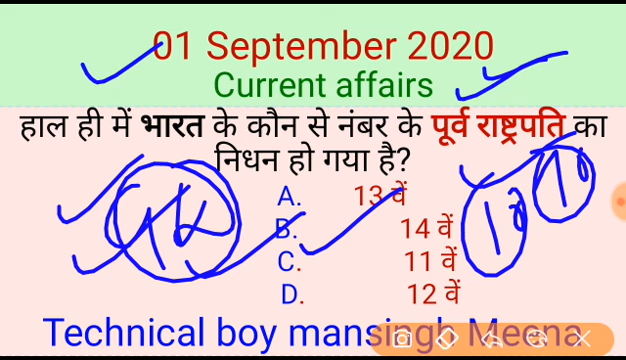 01 September 2020
Current affairs
हाल ही में भारत के कौन से नंबर के पूर्व राष्ट्रपति का
निधन हो गया है?
A. 13 वें
B. 14 वें
C. 11 वें
D. 12 वें
Technical boy mansingh Meena